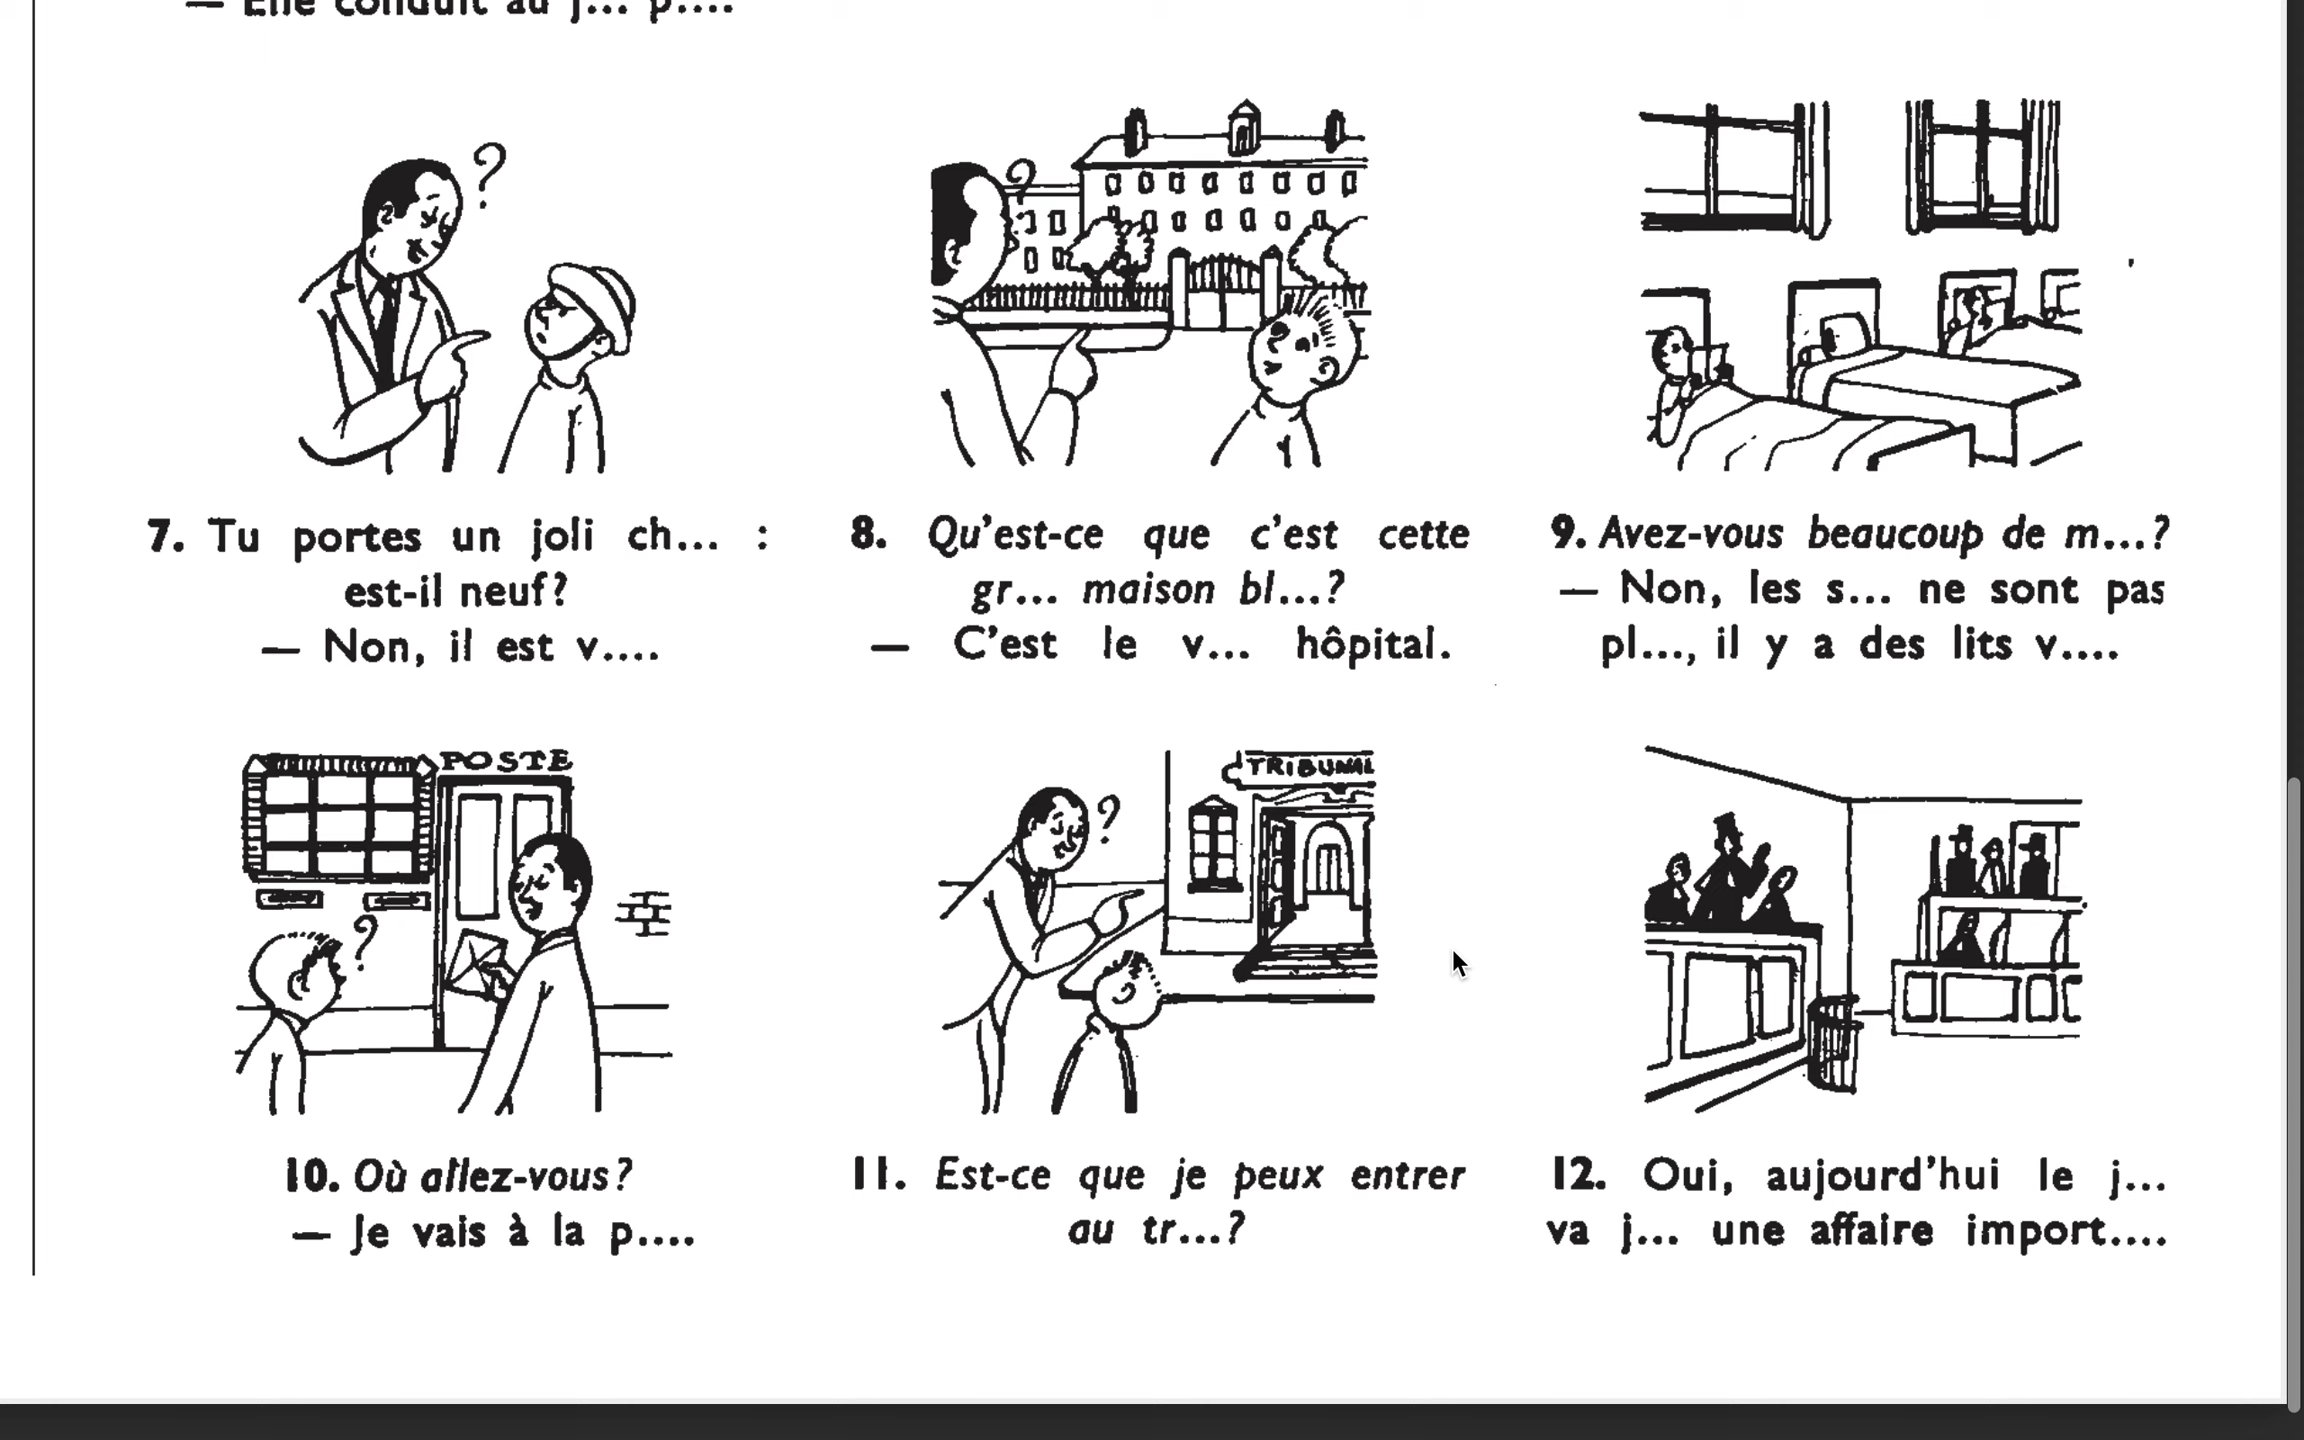 — Elle conduit au j... p....
7. Tu portes un joli ch... :
est-il neuf?
— Non, il est v....
8. Qu'est-ce que c'est cette
gr... maison bl...?
— C'est le v... hôpital.
9. Avez-vous beaucoup de m...?
— Non, les s... ne sont pas
pl..., il y a des lits v....
POSTE
10. Où allez-vous?
— Je vais à la p....
TRIBUNAL
11. Est-ce que je peux entrer
au tr...?
12. Oui, aujourd'hui le j...
va j... une affaire import....